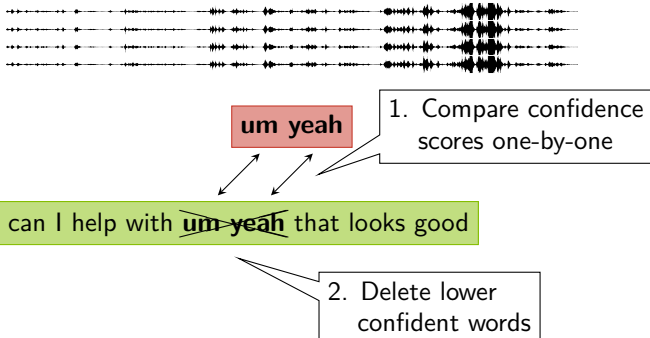 um yeah
1. Compare confidence
scores one-by-one
can I help with um yeah that looks good
2. Delete lower
confident words